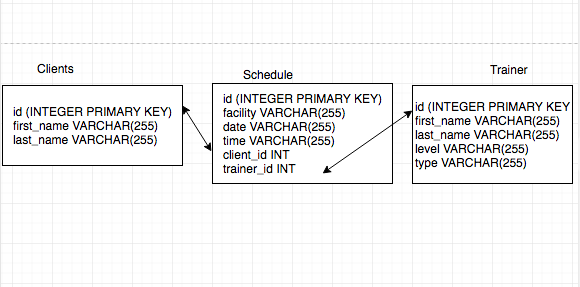 Clients
id (INTEGER PRIMARY KEY)
first_name VARCHAR(255)
last_name VARCHAR(255)
Schedule
id (INTEGER PRIMARY KEY)
facility VARCHAR(255)
date VARCHAR(255)
time VARCHAR(255)
client_id INT
trainer_id INT
Trainer
id (INTEGER PRIMARY KEY
first_name VARCHAR(255)
last_name VARCHAR(255)
level VARCHAR(255)
type VARCHAR(255)